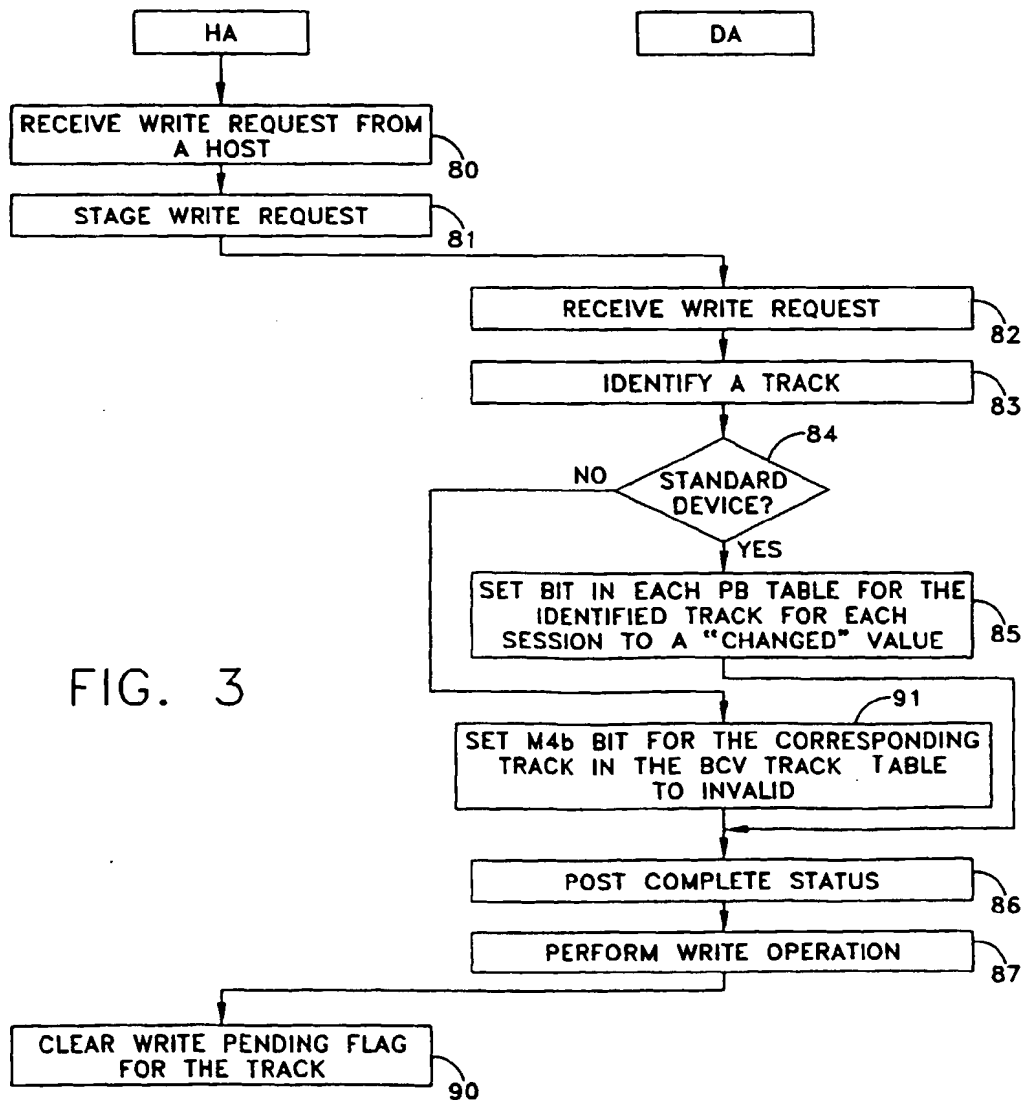 HA
DA
RECEIVE WRITE REQUEST FROM
A HOST
80
STAGE WRITE REQUEST
81
RECEIVE WRITE REQUEST
82
IDENTIFY A TRACK
83
84
NO
STANDARD
DEVICE?
YES
SET BIT IN EACH PB TABLE FOR THE
IDENTIFIED TRACK FOR EACH
SESSION TO A "CHANGED" VALUE
85
FIG. 3
91
SET M4b BIT FOR THE CORRESPONDING
TRACK IN THE BCV TRACK TABLE
TO INVALID
POST COMPLETE STATUS
86
PERFORM WRITE OPERATION
87
CLEAR WRITE PENDING FLAG
FOR THE TRACK
90